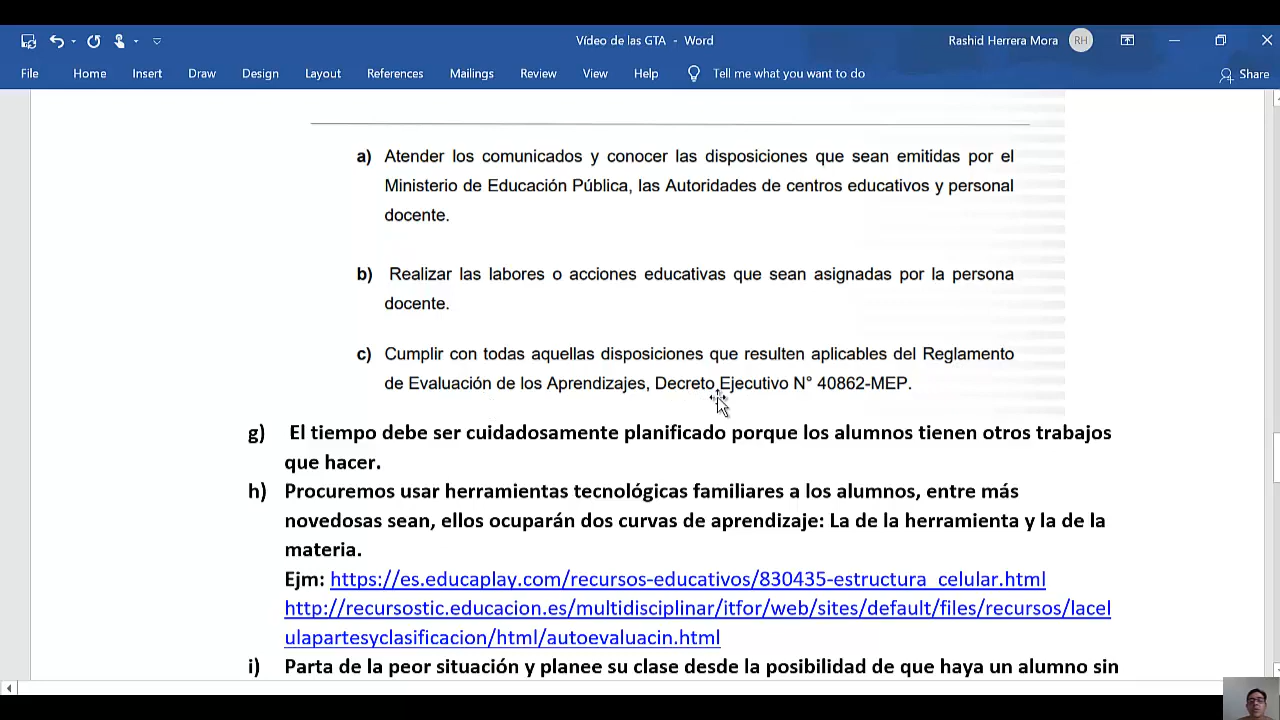 Vídeo de las GTA - Word
Rashid Herrera Mora RH
File Home Insert Draw Design Layout References Mailings Review View Help Tell me what you want to do Share
a) Atender los comunicados y conocer las disposiciones que sean emitidas por el
Ministerio de Educación Pública, las Autoridades de centros educativos y personal
docente.
b) Realizar las labores o acciones educativas que sean asignadas por la persona
docente.
c) Cumplir con todas aquellas disposiciones que resulten aplicables del Reglamento
de Evaluación de los Aprendizajes, Decreto Ejecutivo N° 40862-MEP.
g) El tiempo debe ser cuidadosamente planificado porque los alumnos tienen otros trabajos
que hacer.
h) Procuremos usar herramientas tecnológicas familiares a los alumnos, entre más
novedosas sean, ellos ocuparán dos curvas de aprendizaje: La de la herramienta y la de la
materia.
Ejm: https://es.educaplay.com/recursos-educativos/830435-estructura_celular.html
http://recursostic.educacion.es/multidisciplinar/itfor/web/sites/default/files/recursos/lacel
ulapartesyclasificacion/html/autoevaluacin.html
i) Parta de la peor situación y planee su clase desde la posibilidad de que haya un alumno sin